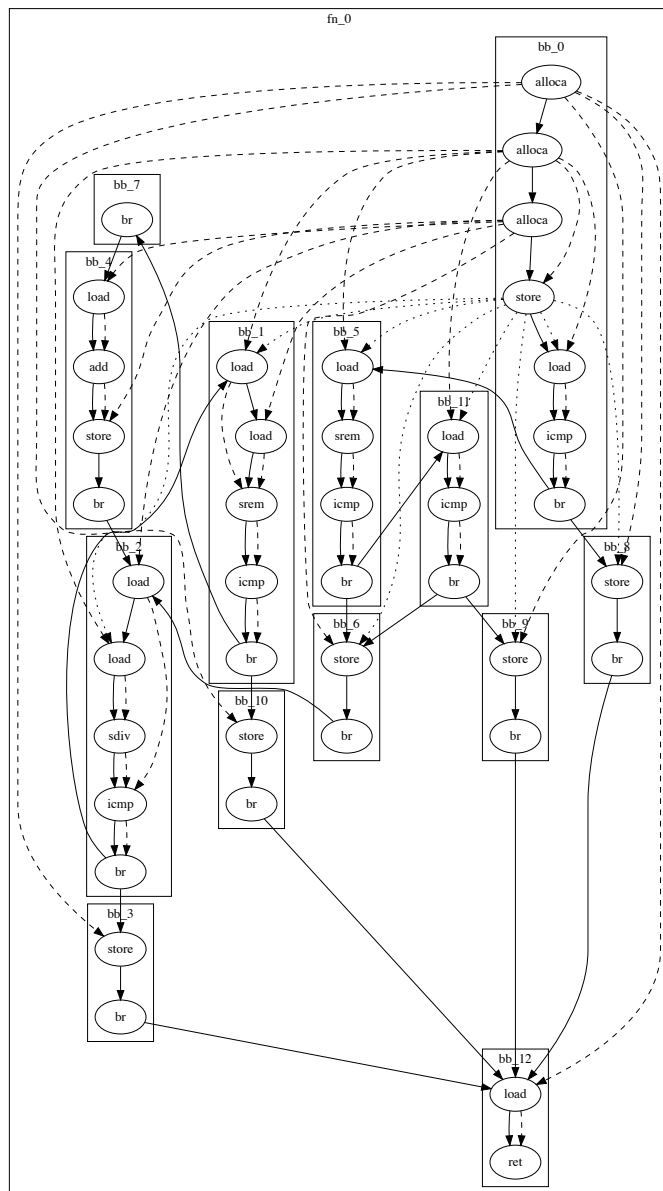 fn_0
bb_0
alloca
alloca
alloca
store
load
icmp
br
bb_7
br
bb_4
load
add
store
br
bb_1
load
load
srem
icmp
br
bb_5
load
srem
icmp
br
bb_11
load
icmp
br
bb_2
load
load
sdiv
icmp
br
bb_8
store
br
bb_6
store
br
bb_9
store
br
bb_10
store
br
bb_3
store
br
bb_12
load
ret